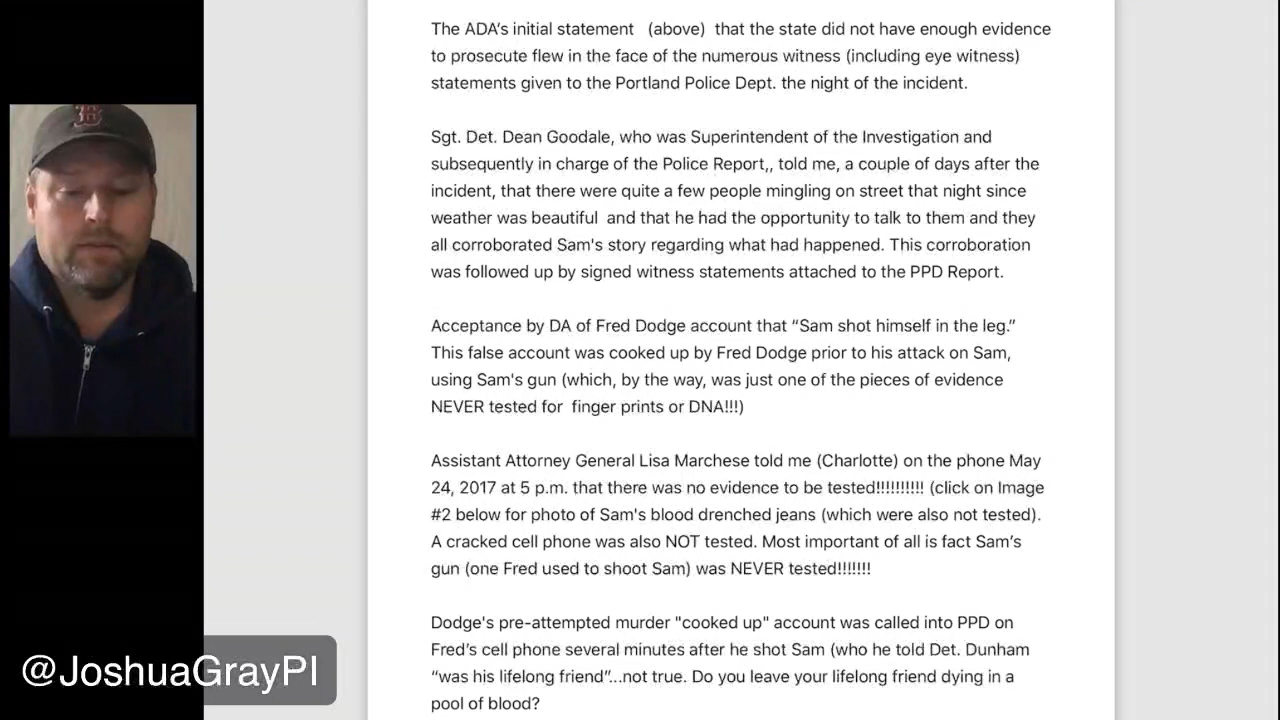 The ADA’s initial statement (above) that the state did not have enough evidence
to prosecute flew in the face of the numerous witness (including eye witness)
statements given to the Portland Police Dept. the night of the incident.
Sgt. Det. Dean Goodale, who was Superintendent of the Investigation and
subsequently in charge of the Police Report,, told me, a couple of days after the
incident, that there were quite a few people mingling on street that night since
weather was beautiful and that he had the opportunity to talk to them and they
all corroborated Sam's story regarding what had happened. This corroboration
was followed up by signed witness statements attached to the PPD Report.
Acceptance by DA of Fred Dodge account that “Sam shot himself in the leg.”
This false account was cooked up by Fred Dodge prior to his attack on Sam,
using Sam's gun (which, by the way, was just one of the pieces of evidence
NEVER tested for finger prints or DNA!!!)
Assistant Attorney General Lisa Marchese told me (Charlotte) on the phone May
24, 2017 at 5 p.m. that there was no evidence to be tested!!!!!!!!!! (click on Image
#2 below for photo of Sam's blood drenched jeans (which were also not tested).
A cracked cell phone was also NOT tested. Most important of all is fact Sam’s
gun (one Fred used to shoot Sam) was NEVER tested!!!!!!!
Dodge's pre-attempted murder "cooked up" account was called into PPD on
Fred’s cell phone several minutes after he shot Sam (who he told Det. Dunham
“was his lifelong friend”...not true. Do you leave your lifelong friend dying in a
pool of blood?
B
@JoshuaGrayPI